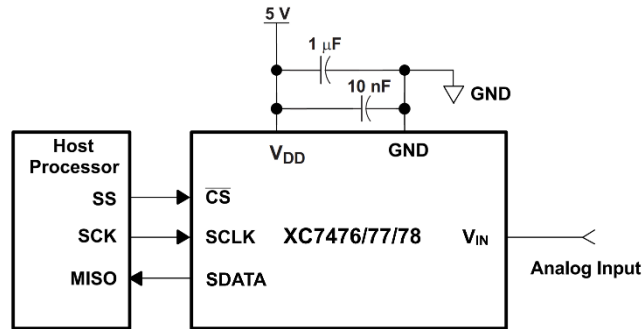 5 V
1 µF
10 nF
GND
Host
Processor
VDD
GND
SS
CS
SCK
SCLK
XC7476/77/78
VIN
MISO
SDATA
Analog Input